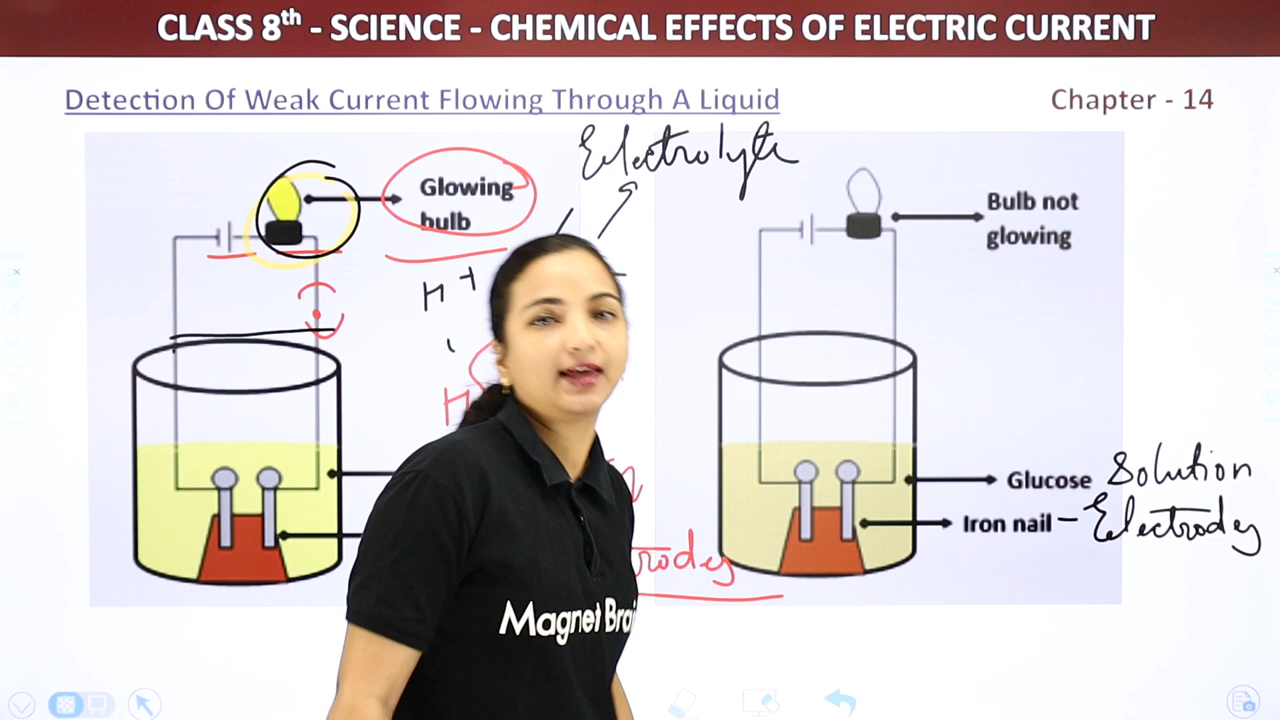 CLASS 8th - SCIENCE - CHEMICAL EFFECTS OF ELECTRIC CURRENT
Detection Of Weak Current Flowing Through A Liquid
Chapter - 14
Electrolyte
Glowing
bulb
Bulb not
glowing
H+
H
Glucose Solution
Iron nail - Electrodes
rodes
Magnet Brai